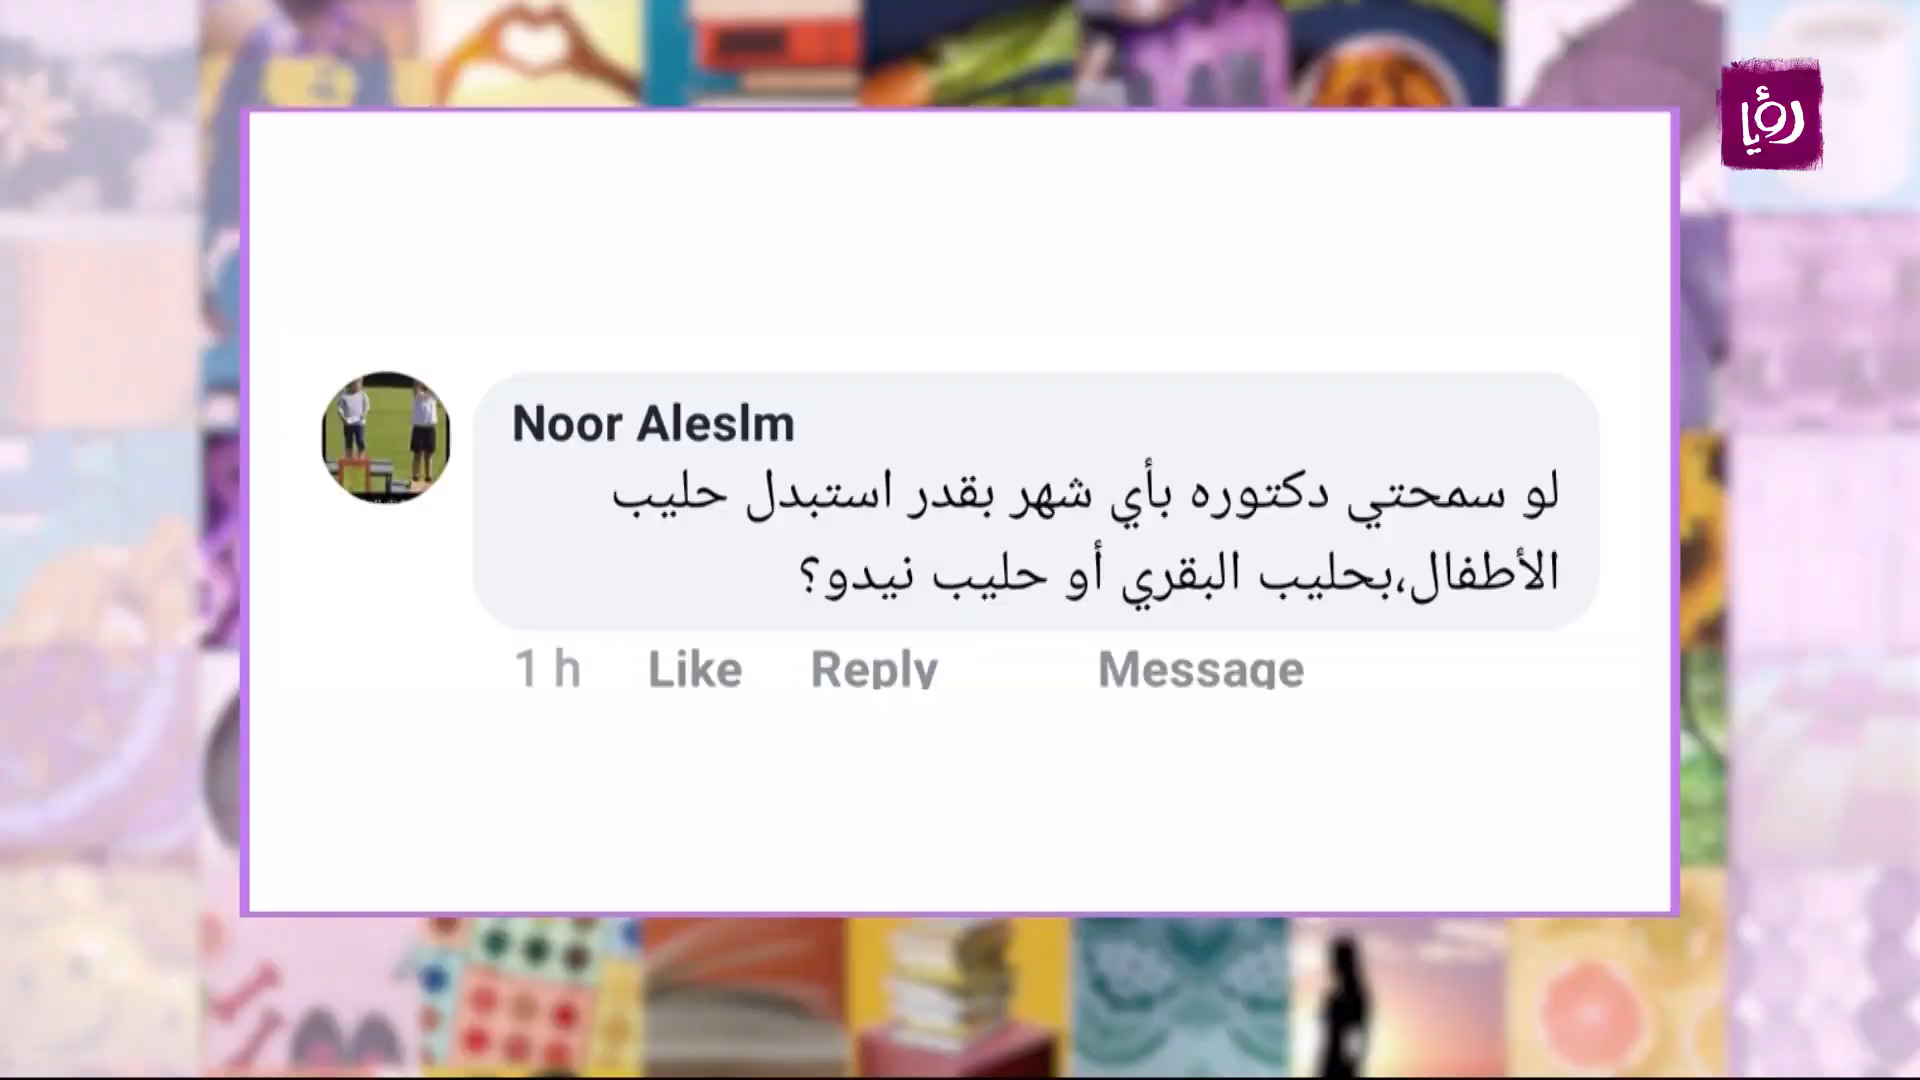 رؤيا
Noor Aleslm
لو سمحتي دكتوره بأي شهر بقدر استبدل حليب
الأطفال،بحليب البقري أو حليب نيدو؟
1 h Like Reply Message